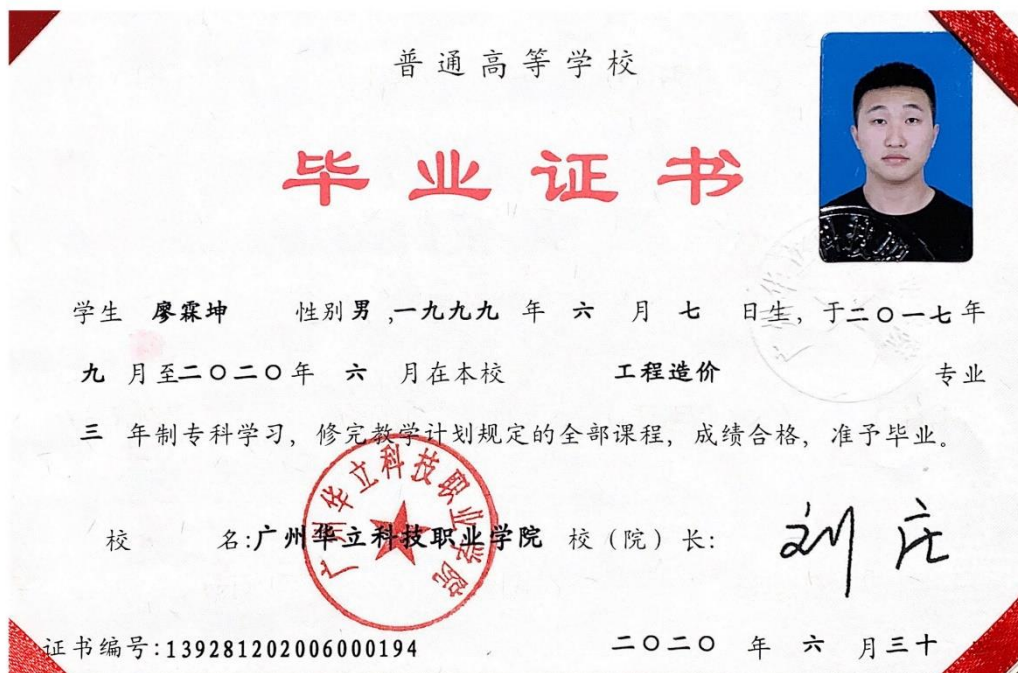 普通高等学校
毕业证书
学生 廖霖坤 性别 男 ,一九九九 年 六 月 七 日生, 于二〇一七年
九 月至二〇二〇年 六 月在本校 工程造价 专业
三 年制专科学习, 修完教学计划规定的全部课程, 成绩合格, 准予毕业。
广州华立科技职业学院
校 名:广州华立科技职业学院 校(院)长: 刘庄
证书编号:139281202006000194 二〇二〇 年 六 月三十